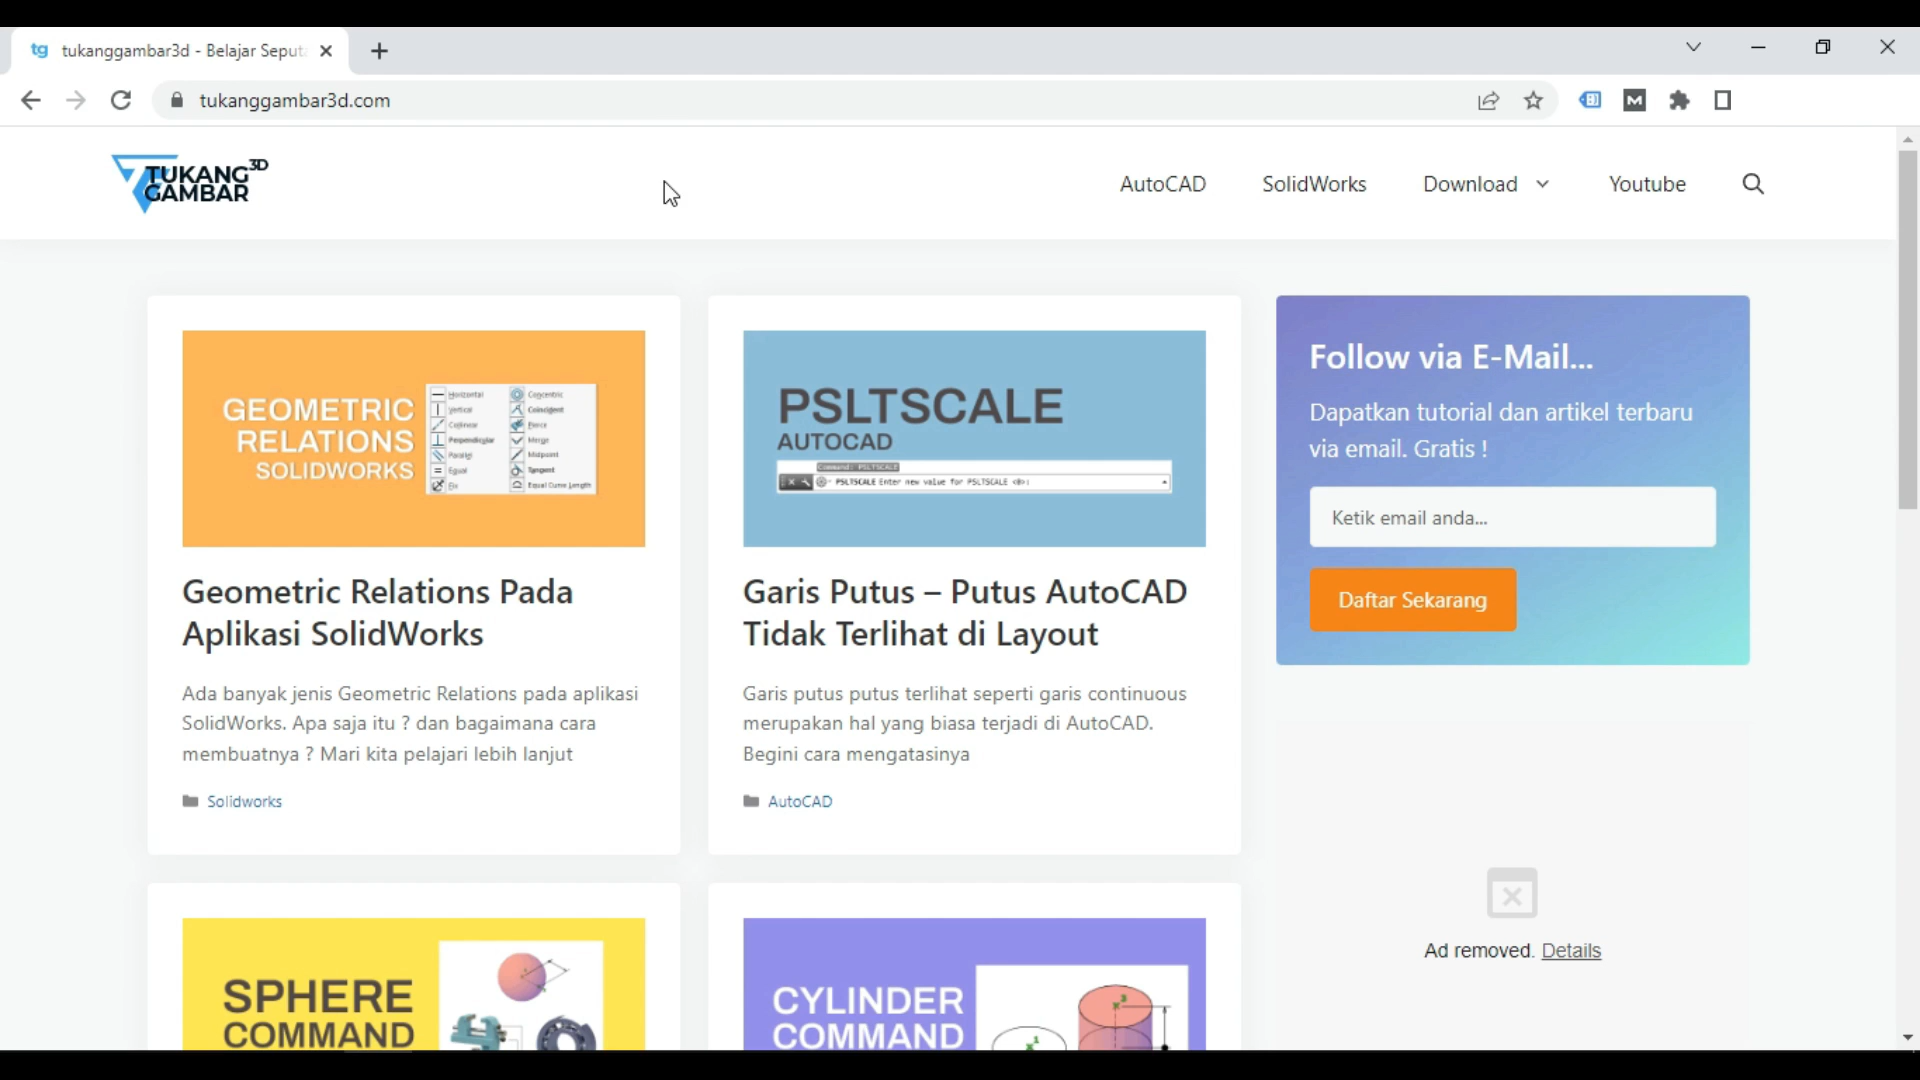 tg tukanggambar3d - Belajar Seput
tukanggambar3d.com
TUKANG 3D
GAMBAR
AutoCAD
SolidWorks
Download
Youtube
GEOMETRIC
RELATIONS
SOLIDWORKS
Horizontal
Vertical
Collinear
Perpendicular
Parallel
Equal
Fix
Concentric
Coincident
Pierce
Merge
Midpoint
Tangent
Equal Curve Length
Geometric Relations Pada
Aplikasi SolidWorks
Ada banyak jenis Geometric Relations pada aplikasi
SolidWorks. Apa saja itu ? dan bagaimana cara
membuatnya ? Mari kita pelajari lebih lanjut
Solidworks
PSLTSCALE
AUTOCAD
Command: PSLTSCALE
PSLTSCALE Enter new value for PSLTSCALE <0>:
Garis Putus – Putus AutoCAD
Tidak Terlihat di Layout
Garis putus putus terlihat seperti garis continuous
merupakan hal yang biasa terjadi di AutoCAD.
Begini cara mengatasinya
AutoCAD
Follow via E-Mail...
Dapatkan tutorial dan artikel terbaru
via email. Gratis !
Ketik email anda...
Daftar Sekarang
Ad removed. Details
SPHERE
COMMAND
CYLINDER
COMMAND
×1
×3